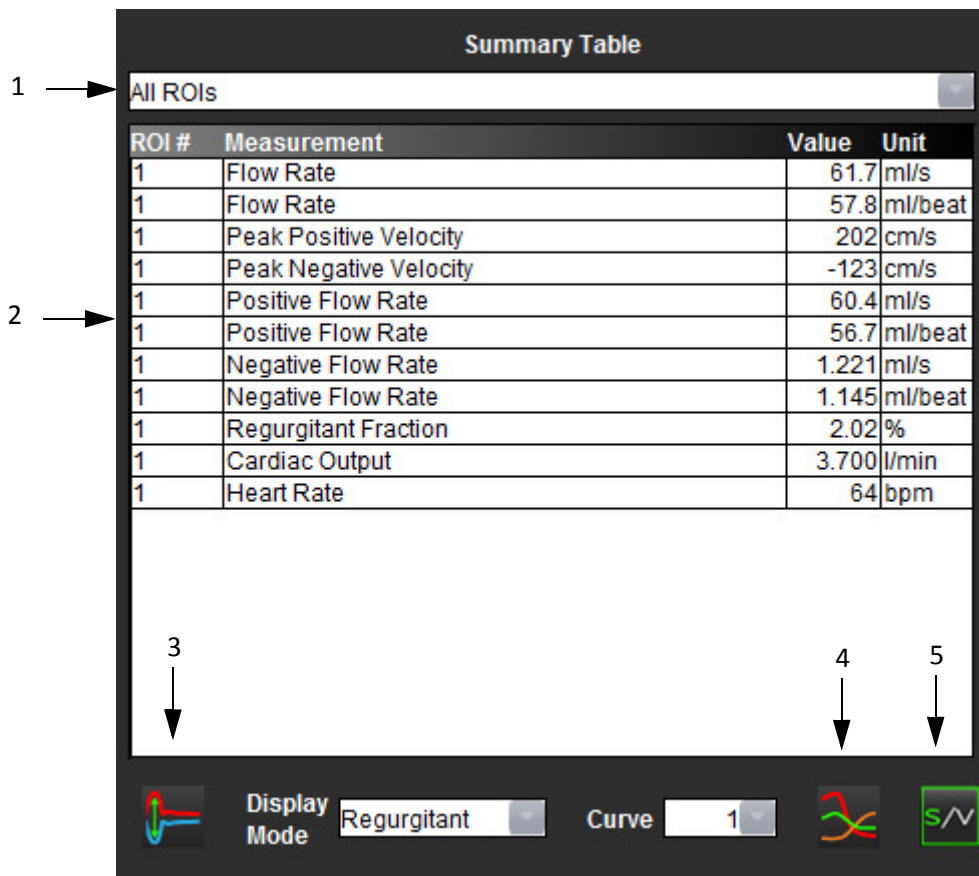 Summary Table
1
All ROIs
ROI # Measurement Value Unit
1 Flow Rate 61.7 ml/s
1 Flow Rate 57.8 ml/beat
1 Peak Positive Velocity 202 cm/s
1 Peak Negative Velocity -123 cm/s
1 Positive Flow Rate 60.4 ml/s
2
1 Positive Flow Rate 56.7 ml/beat
1 Negative Flow Rate 1.221 ml/s
1 Negative Flow Rate 1.145 ml/beat
1 Regurgitant Fraction 2.02 %
1 Cardiac Output 3.700 l/min
1 Heart Rate 64 bpm
3 4 5
Display Mode Regurgitant Curve 1 S/V